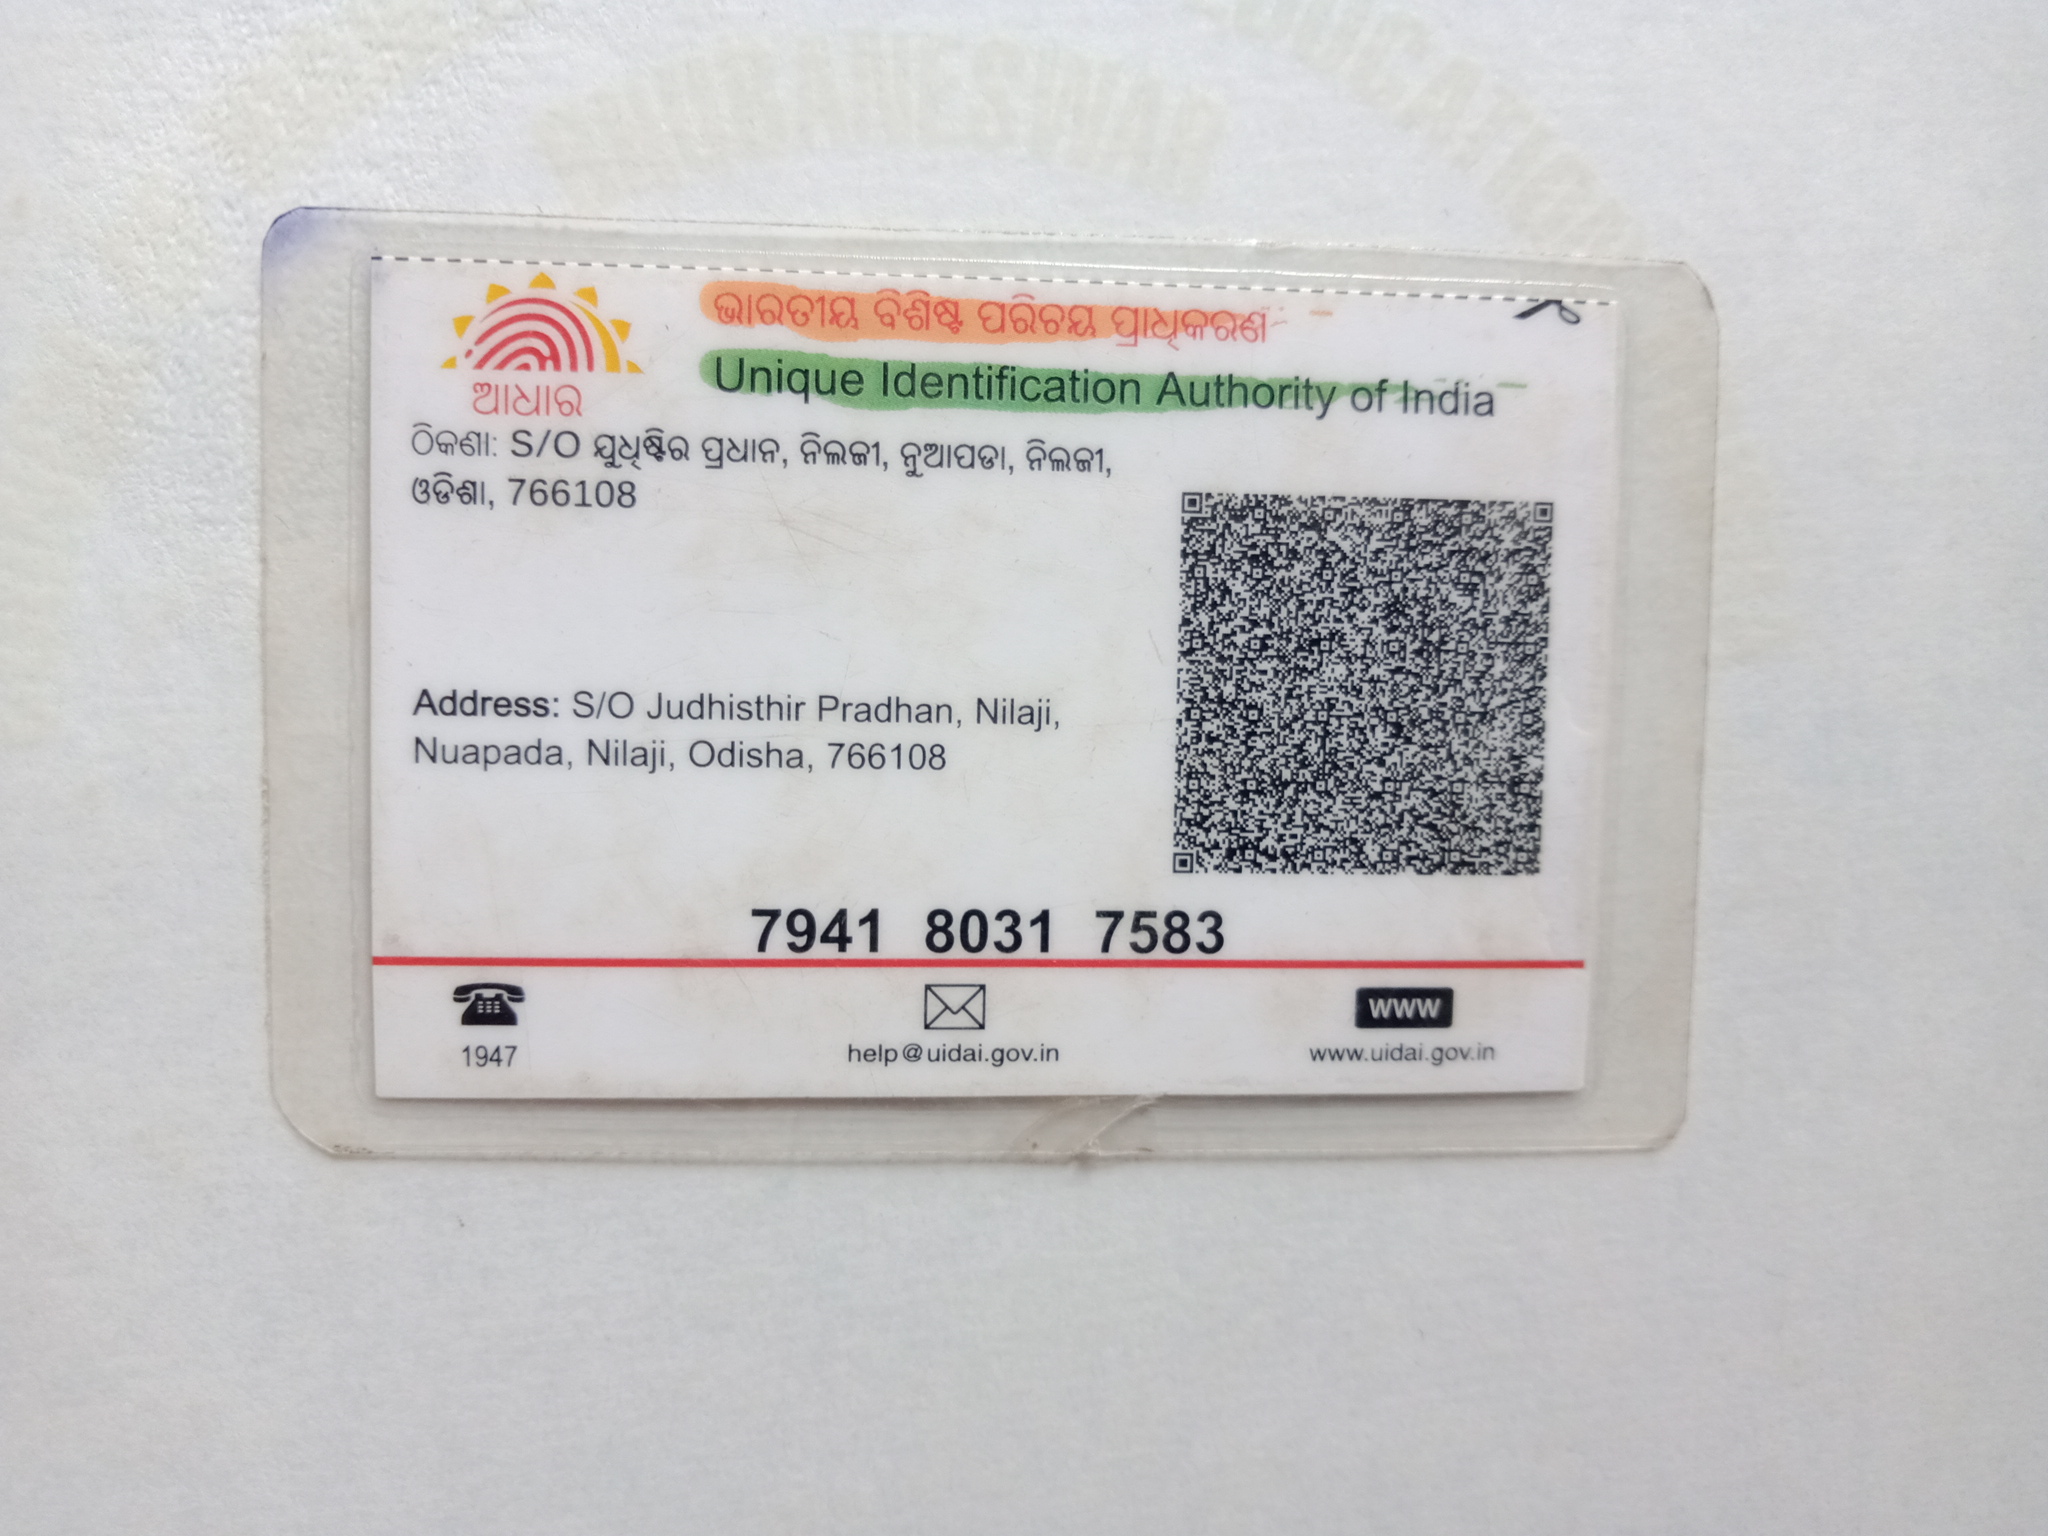 BHUBANESWAR
ଭାରତୀୟ ବିଶିଷ୍ଟ ପରିଚୟ ପ୍ରାଧିକରଣ
Unique Identification Authority of India
ଆଧାର
ଠିକଣା: S/O ଯୁଧିଷ୍ଟିର ପ୍ରଧାନ, ନିଲଜୀ, ନୁଆପଡା, ନିଲଜୀ,
ଓଡିଶା, 766108
Address: S/O Judhisthir Pradhan, Nilaji,
Nuapada, Nilaji, Odisha, 766108
7941 8031 7583
1947
help@uidai.gov.in
WWW
www.uidai.gov.in